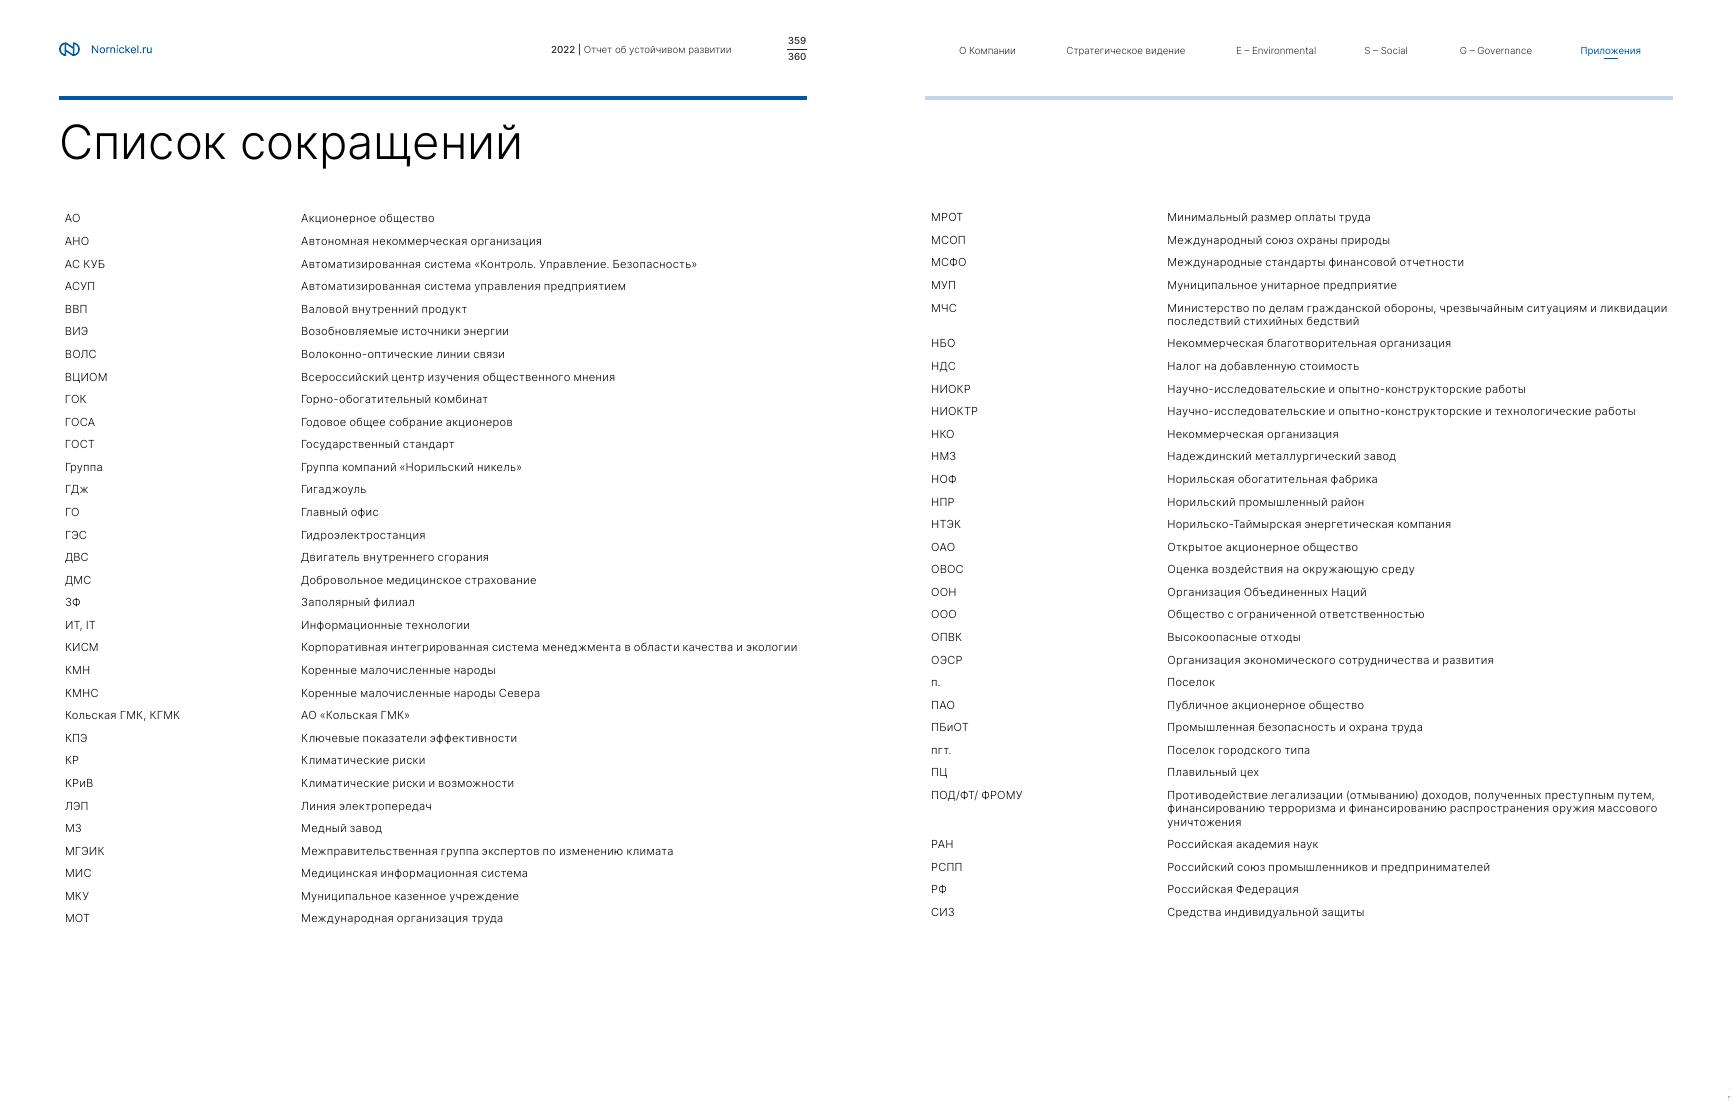 Nornickel.ru
2022 | Отчет об устойчивом развитии
359
360
О Компании Стратегическое видение E – Environmental S – Social G – Governance Приложения
Список сокращений
АО Акционерное общество
АНО Автономная некоммерческая организация
АС КУБ Автоматизированная система «Контроль. Управление. Безопасность»
АСУП Автоматизированная система управления предприятием
ВВП Валовой внутренний продукт
ВИЭ Возобновляемые источники энергии
ВОЛС Волоконно-оптические линии связи
ВЦИОМ Всероссийский центр изучения общественного мнения
ГОК Горно-обогатительный комбинат
ГОСА Годовое общее собрание акционеров
ГОСТ Государственный стандарт
Группа Группа компаний «Норильский никель»
ГДж Гигаджоуль
ГО Главный офис
ГЭС Гидроэлектростанция
ДВС Двигатель внутреннего сгорания
ДМС Добровольное медицинское страхование
ЗФ Заполярный филиал
ИТ, IT Информационные технологии
КИСМ Корпоративная интегрированная система менеджмента в области качества и экологии
КМН Коренные малочисленные народы
КМНС Коренные малочисленные народы Севера
Кольская ГМК, КГМК АО «Кольская ГМК»
КПЭ Ключевые показатели эффективности
КР Климатические риски
КРиВ Климатические риски и возможности
ЛЭП Линия электропередач
МЗ Медный завод
МГЭИК Межправительственная группа экспертов по изменению климата
МИС Медицинская информационная система
МКУ Муниципальное казенное учреждение
МОТ Международная организация труда
МРОТ Минимальный размер оплаты труда
МСОП Международный союз охраны природы
МСФО Международные стандарты финансовой отчетности
МУП Муниципальное унитарное предприятие
МЧС Министерство по делам гражданской обороны, чрезвычайным ситуациям и ликвидации
последствий стихийных бедствий
НБО Некоммерческая благотворительная организация
НДС Налог на добавленную стоимость
НИОКР Научно-исследовательские и опытно-конструкторские работы
НИОКТР Научно-исследовательские и опытно-конструкторские и технологические работы
НКО Некоммерческая организация
НМЗ Надеждинский металлургический завод
НОФ Норильская обогатительная фабрика
НПР Норильский промышленный район
НТЭК Норильско-Таймырская энергетическая компания
ОАО Открытое акционерное общество
ОВОС Оценка воздействия на окружающую среду
ООН Организация Объединенных Наций
ООО Общество с ограниченной ответственностью
ОПВК Высокоопасные отходы
ОЭСР Организация экономического сотрудничества и развития
п. Поселок
ПАО Публичное акционерное общество
ПБиОТ Промышленная безопасность и охрана труда
пгт. Поселок городского типа
ПЦ Плавильный цех
ПОД/ФТ/ ФРОМУ Противодействие легализации (отмыванию) доходов, полученных преступным путем,
финансированию терроризма и финансированию распространения оружия массового
уничтожения
РАН Российская академия наук
РСПП Российский союз промышленников и предпринимателей
РФ Российская Федерация
СИЗ Средства индивидуальной защиты